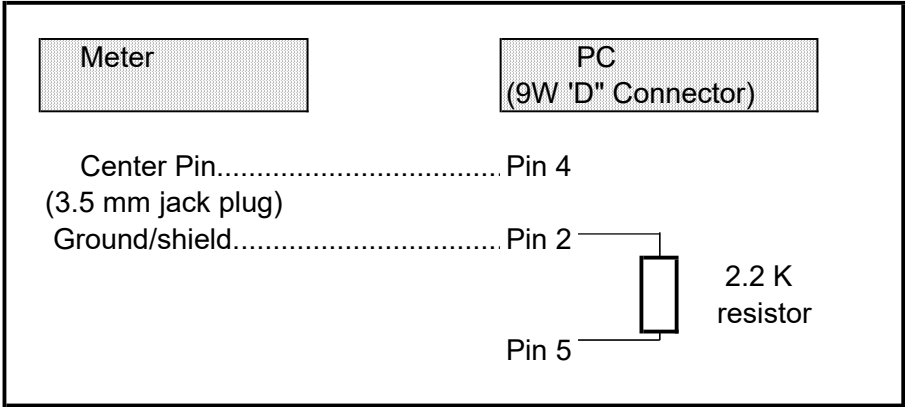 Meter
PC
(9W 'D" Connector)
Center Pin.................................. Pin 4
(3.5 mm jack plug)
Ground/shield................................ Pin 2
2.2 K
resistor
Pin 5